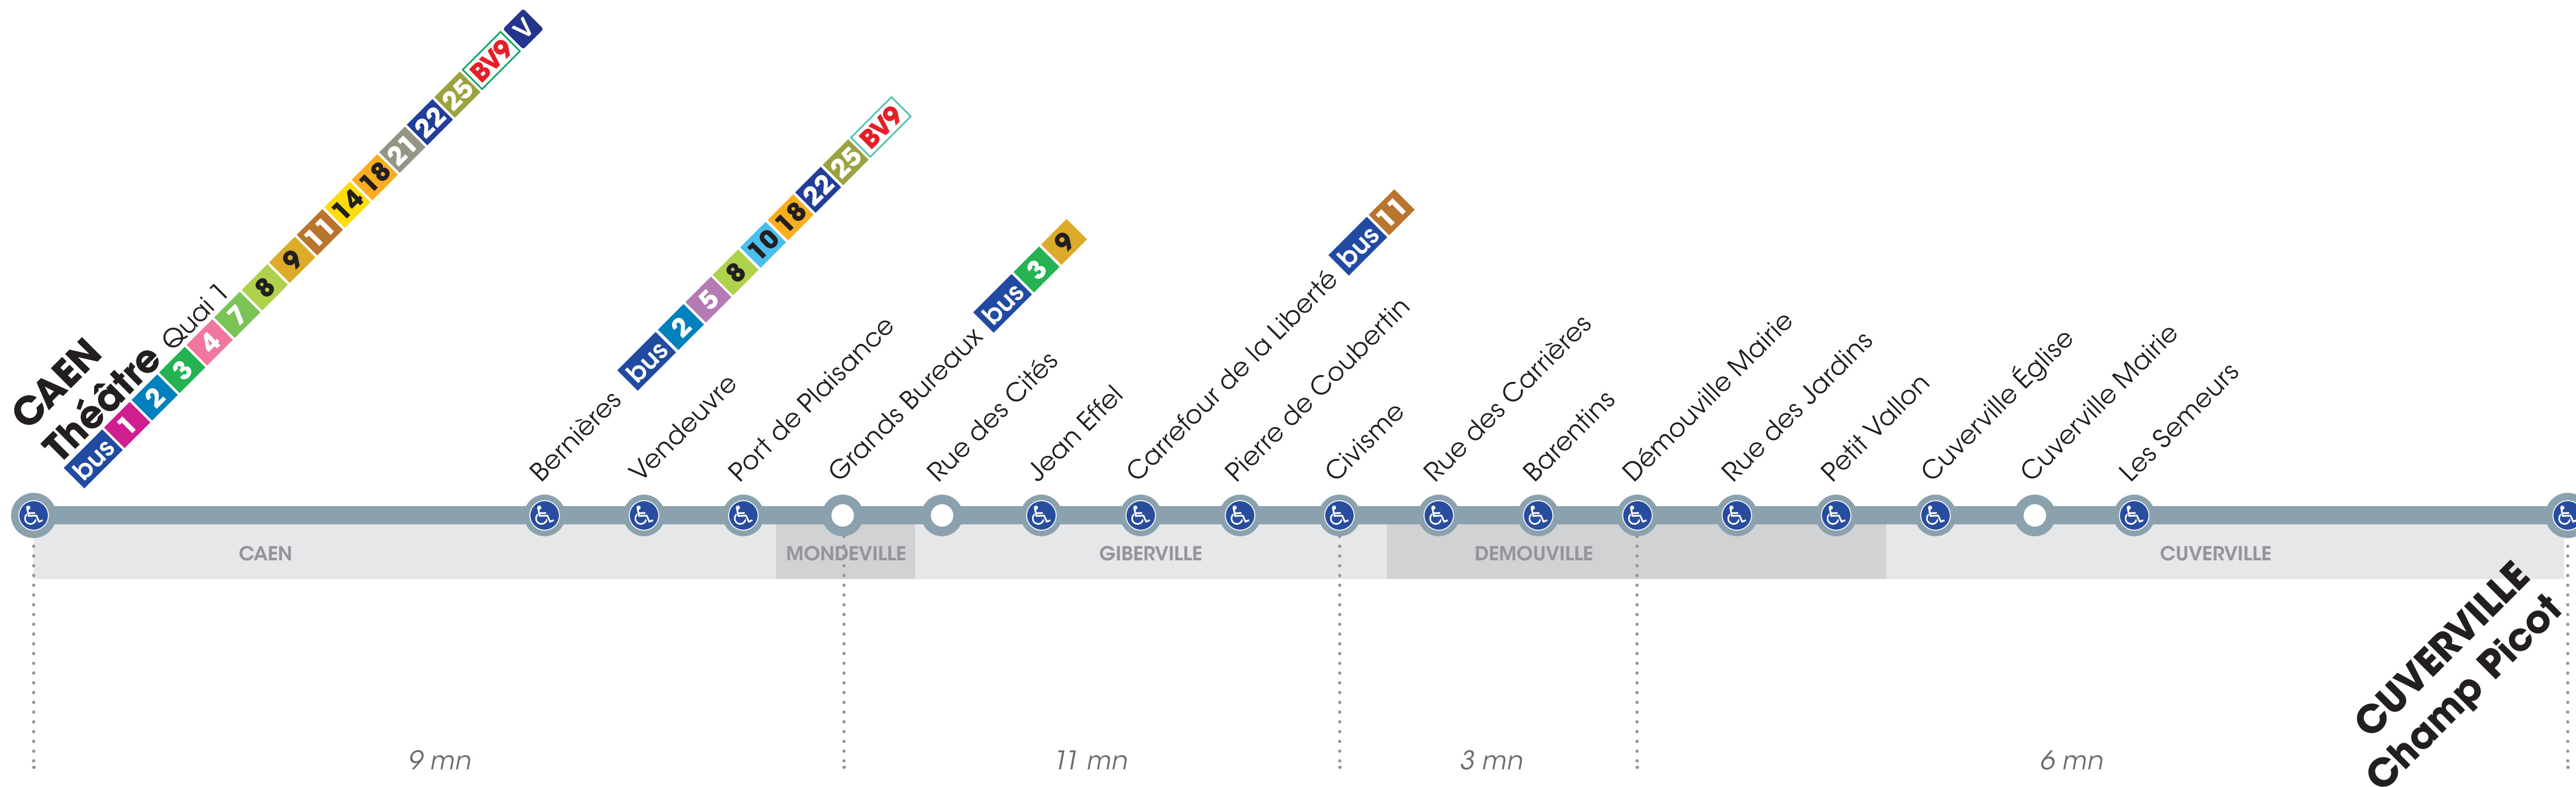 CAEN
Théâtre Quai 1
bus 1 2 3 4 7 8 9 11 14 18 21 22 25 BV9 V
Bernières bus 2 5 8 10 18 22 25 BV9
Vendeuvre
Port de Plaisance
Grands Bureaux bus 3 9
Rue des Cités
Jean Effel
Carrefour de la Liberté bus 11
Pierre de Coubertin
Civisme
Rue des Carrières
Barentins
Démouville Mairie
Rue des Jardins
Petit Vallon
Cuverville Église
Cuverville Mairie
Les Semeurs
CUVERVILLE
Champ Picot
CAEN
MONDEVILLE
GIBERVILLE
DEMOUVILLE
CUVERVILLE
9 mn
11 mn
3 mn
6 mn